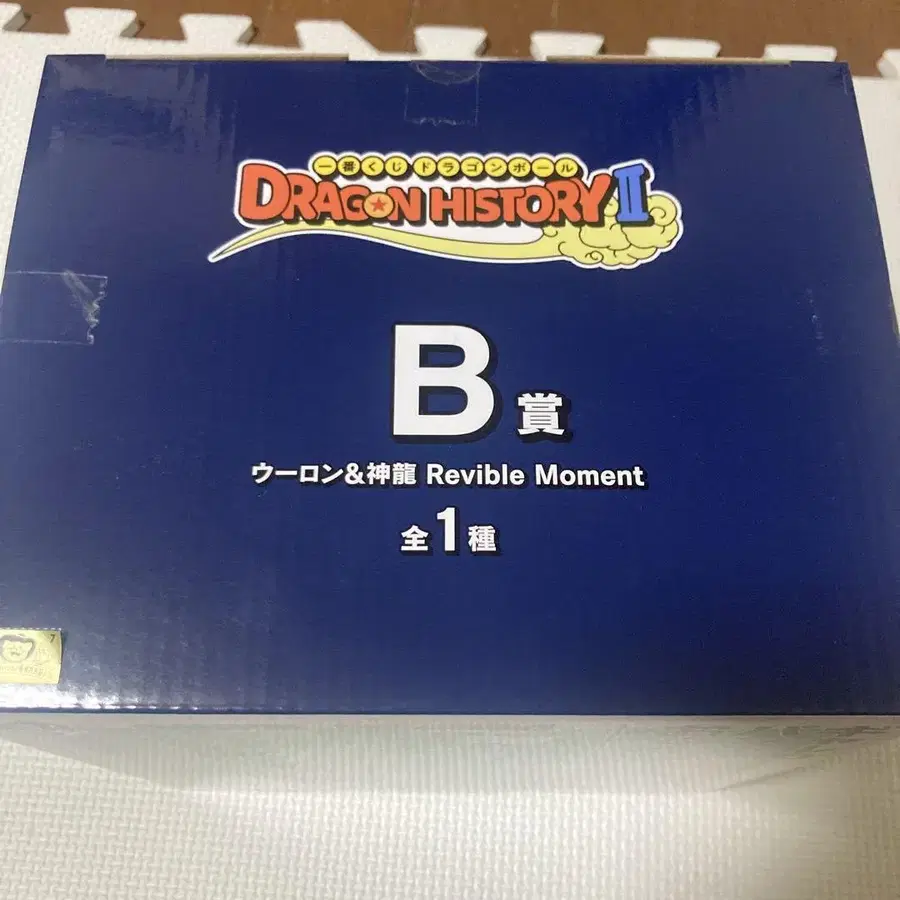 一番くじ ドラゴンボール
DRAGON HISTORY II
B賞
ウーロン&神龍 Revible Moment
全1種
7